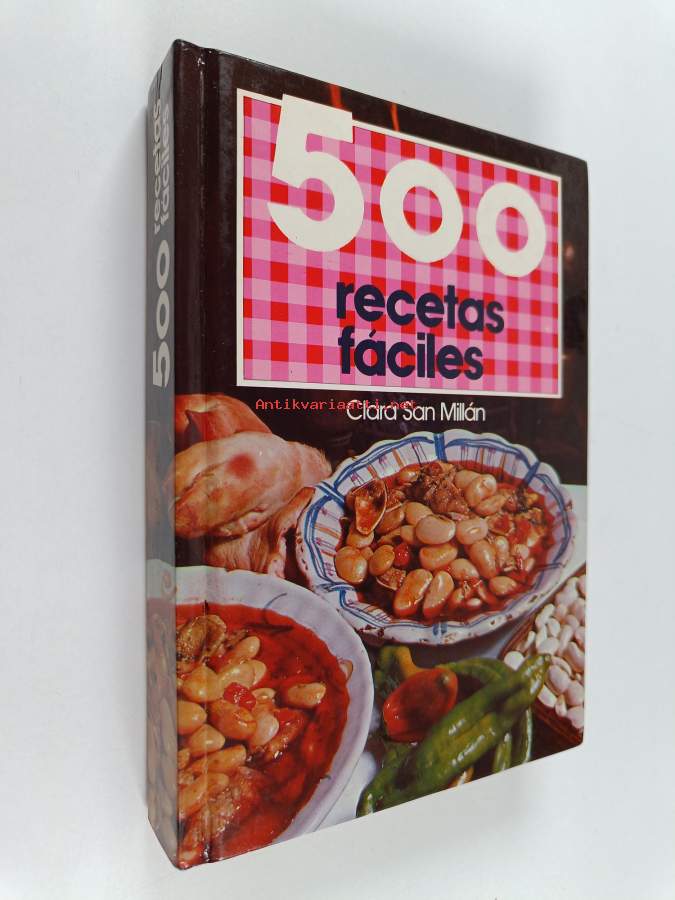 500
recetas
fáciles
Clara San Millán
Antikvariaatti.net
500 recetas
fáciles